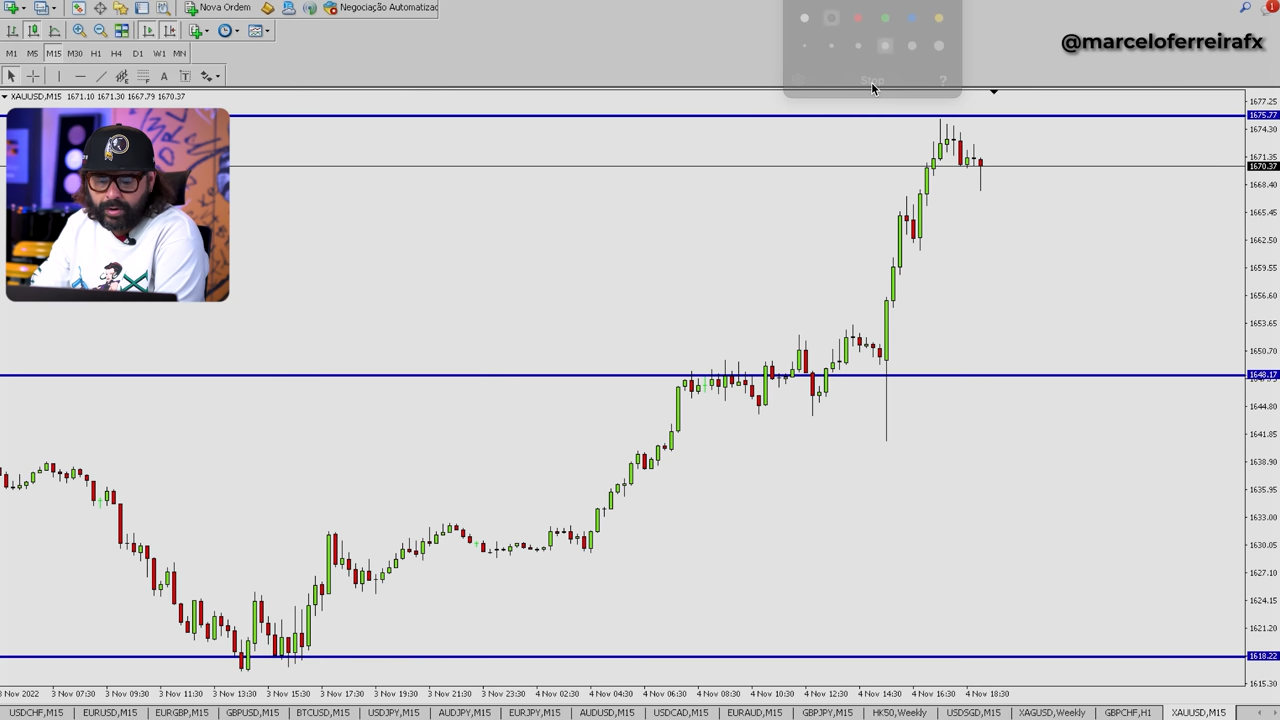 Nova Ordem
Negociação Automatizac
1
@marceloferreirafx
M1 M5 M15 M30 H1 H4 D1 W1 MN
A T
Stop ?
XAUUSD,M15 1671.10 1671.30 1667.79 1670.37
1677.25
1675.77
1674.30
1671.35
1670.37
1668.40
1665.45
1662.50
1659.55
1656.60
1653.65
1650.70
1648.17
1644.80
1641.85
1638.90
1635.95
1633.00
1630.05
1627.10
1624.15
1621.20
1618.22
1615.30
3 Nov 2022 3 Nov 07:30 3 Nov 09:30 3 Nov 11:30 3 Nov 13:30 3 Nov 15:30 3 Nov 17:30 3 Nov 19:30 3 Nov 21:30 3 Nov 23:30 4 Nov 02:30 4 Nov 04:30 4 Nov 06:30 4 Nov 08:30 4 Nov 10:30 4 Nov 12:30 4 Nov 14:30 4 Nov 16:30 4 Nov 18:30
USDCHF,M15 EURUSD,M15 EURGBP,M15 GBPUSD,M15 BTCUSD,M15 USDJPY,M15 AUDJPY,M15 EURJPY,M15 AUDUSD,M15 USDCAD,M15 EURAUD,M15 GBPJPY,M15 HK50,Weekly USDSGD,M15 XAGUSD,Weekly GBPCHF,H1 XAUUSD,M15